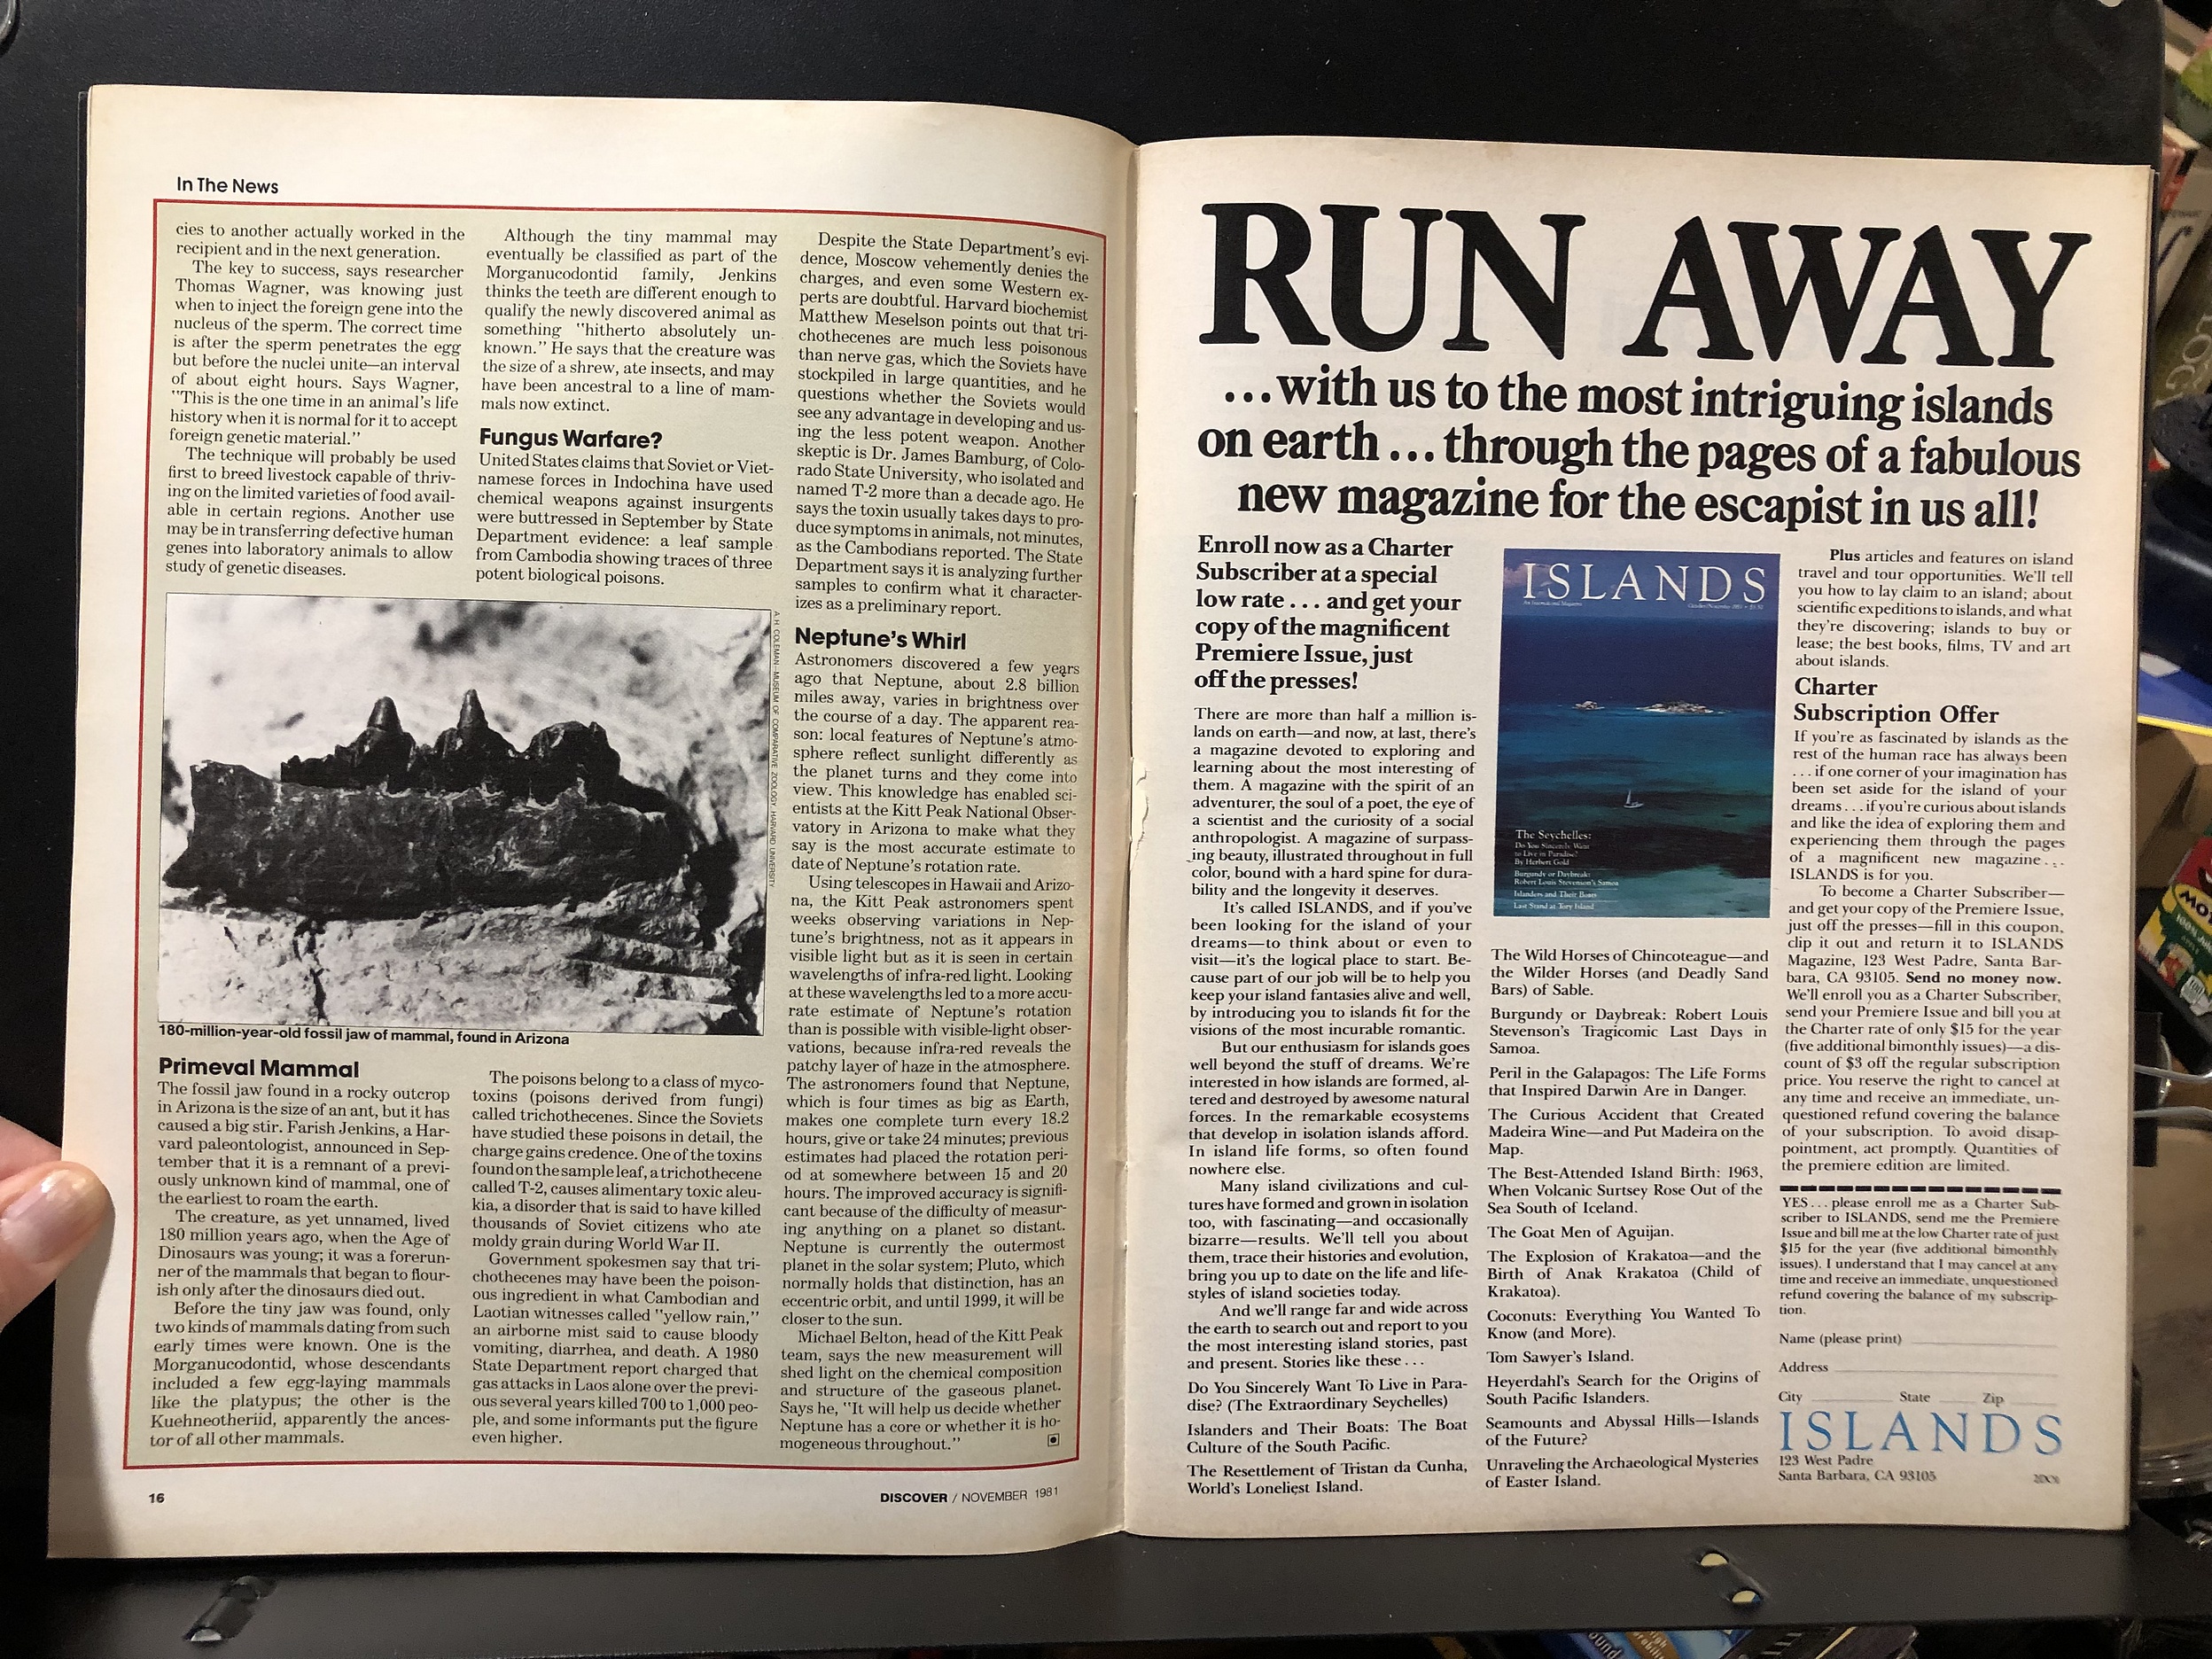 In The News
cies to another actually worked in the
recipient and in the next generation.
The key to success, says researcher
Thomas Wagner, was knowing just
when to inject the foreign gene into the
nucleus of the sperm. The correct time
is after the sperm penetrates the egg
but before the nuclei unite—an interval
of about eight hours. Says Wagner,
"This is the one time in an animal's life
history when it is normal for it to accept
foreign genetic material."
The technique will probably be used
first to breed livestock capable of thriv-
ing on the limited varieties of food avail-
able in certain regions. Another use
may be in transferring defective human
genes into laboratory animals to allow
study of genetic diseases.
A.H. COLEMAN—MUSEUM OF COMPARATIVE ZOOLOGY, HARVARD UNIVERSITY
180-million-year-old fossil jaw of mammal, found in Arizona
Primeval Mammal
The fossil jaw found in a rocky outcrop
in Arizona is the size of an ant, but it has
caused a big stir. Farish Jenkins, a Har-
vard paleontologist, announced in Sep-
tember that it is a remnant of a previ-
ously unknown kind of mammal, one of
the earliest to roam the earth.
The creature, as yet unnamed, lived
180 million years ago, when the Age of
Dinosaurs was young; it was a forerun-
ner of the mammals that began to flour-
ish only after the dinosaurs died out.
Before the tiny jaw was found, only
two kinds of mammals dating from such
early times were known. One is the
Morganucodontid, whose descendants
included a few egg-laying mammals
like the platypus; the other is the
Kuehneotheriid, apparently the ances-
tor of all other mammals.
Although the tiny mammal may
eventually be classified as part of the
Morganucodontid family, Jenkins
thinks the teeth are different enough to
qualify the newly discovered animal as
something "hitherto absolutely un-
known." He says that the creature was
the size of a shrew, ate insects, and may
have been ancestral to a line of mam-
mals now extinct.
Fungus Warfare?
United States claims that Soviet or Viet-
namese forces in Indochina have used
chemical weapons against insurgents
were buttressed in September by State
Department evidence: a leaf sample
from Cambodia showing traces of three
potent biological poisons.
The poisons belong to a class of myco-
toxins (poisons derived from fungi)
called trichothecenes. Since the Soviets
have studied these poisons in detail, the
charge gains credence. One of the toxins
found on the sample leaf, a trichothecene
called T-2, causes alimentary toxic aleu-
kia, a disorder that is said to have killed
thousands of Soviet citizens who ate
moldy grain during World War II.
Government spokesmen say that tri-
chothecenes may have been the poison-
ous ingredient in what Cambodian and
Laotian witnesses called "yellow rain,"
an airborne mist said to cause bloody
vomiting, diarrhea, and death. A 1980
State Department report charged that
gas attacks in Laos alone over the previ-
ous several years killed 700 to 1,000 peo-
ple, and some informants put the figure
even higher.
Despite the State Department's evi-
dence, Moscow vehemently denies the
charges, and even some Western ex-
perts are doubtful. Harvard biochemist
Matthew Meselson points out that tri-
chothecenes are much less poisonous
than nerve gas, which the Soviets have
stockpiled in large quantities, and he
questions whether the Soviets would
see any advantage in developing and us-
ing the less potent weapon. Another
skeptic is Dr. James Bamburg, of Colo-
rado State University, who isolated and
named T-2 more than a decade ago. He
says the toxin usually takes days to pro-
duce symptoms in animals, not minutes,
as the Cambodians reported. The State
Department says it is analyzing further
samples to confirm what it character-
izes as a preliminary report.
Neptune's Whirl
Astronomers discovered a few years
ago that Neptune, about 2.8 billion
miles away, varies in brightness over
the course of a day. The apparent rea-
son: local features of Neptune's atmo-
sphere reflect sunlight differently as
the planet turns and they come into
view. This knowledge has enabled sci-
entists at the Kitt Peak National Obser-
vatory in Arizona to make what they
say is the most accurate estimate to
date of Neptune's rotation rate.
Using telescopes in Hawaii and Arizo-
na, the Kitt Peak astronomers spent
weeks observing variations in Nep-
tune's brightness, not as it appears in
visible light but as it is seen in certain
wavelengths of infra-red light. Looking
at these wavelengths led to a more accu-
rate estimate of Neptune's rotation
than is possible with visible-light obser-
vations, because infra-red reveals the
patchy layer of haze in the atmosphere.
The astronomers found that Neptune,
which is four times as big as Earth,
makes one complete turn every 18.2
hours, give or take 24 minutes; previous
estimates had placed the rotation peri-
od at somewhere between 15 and 20
hours. The improved accuracy is signifi-
cant because of the difficulty of measur-
ing anything on a planet so distant.
Neptune is currently the outermost
planet in the solar system; Pluto, which
normally holds that distinction, has an
eccentric orbit, and until 1999, it will be
closer to the sun.
Michael Belton, head of the Kitt Peak
team, says the new measurement will
shed light on the chemical composition
and structure of the gaseous planet.
Says he, "It will help us decide whether
Neptune has a core or whether it is ho-
mogeneous throughout."
16
DISCOVER / NOVEMBER 1981
RUN AWAY
...with us to the most intriguing islands
on earth ... through the pages of a fabulous
new magazine for the escapist in us all!
Enroll now as a Charter
Subscriber at a special
low rate ... and get your
copy of the magnificent
Premiere Issue, just
off the presses!
There are more than half a million is-
lands on earth—and now, at last, there's
a magazine devoted to exploring and
learning about the most interesting of
them. A magazine with the spirit of an
adventurer, the soul of a poet, the eye of
a scientist and the curiosity of a social
anthropologist. A magazine of surpass-
ing beauty, illustrated throughout in full
color, bound with a hard spine for dura-
bility and the longevity it deserves.
It's called ISLANDS, and if you've
been looking for the island of your
dreams—to think about or even to
visit—it's the logical place to start. Be-
cause part of our job will be to help you
keep your island fantasies alive and well,
by introducing you to islands fit for the
visions of the most incurable romantic.
But our enthusiasm for islands goes
well beyond the stuff of dreams. We're
interested in how islands are formed, al-
tered and destroyed by awesome natural
forces. In the remarkable ecosystems
that develop in isolation islands afford.
In island life forms, so often found
nowhere else.
Many island civilizations and cul-
tures have formed and grown in isolation
too, with fascinating—and occasionally
bizarre—results. We'll tell you about
them, trace their histories and evolution,
bring you up to date on the life and life-
styles of island societies today.
And we'll range far and wide across
the earth to search out and report to you
the most interesting island stories, past
and present. Stories like these ...
Do You Sincerely Want To Live in Para-
dise? (The Extraordinary Seychelles)
Islanders and Their Boats: The Boat
Culture of the South Pacific.
The Resettlement of Tristan da Cunha,
World's Loneliest Island.
ISLANDS
An International Magazine
The Seychelles:
Do You Sincerely Want
to Live in Paradise?
By Herbert Gold
Burgundy or Daybreak:
Robert Louis Stevenson's Samoa
Islanders and Their Boats
Last Stand at Tory Island
The Wild Horses of Chincoteague—and
the Wilder Horses (and Deadly Sand
Bars) of Sable.
Burgundy or Daybreak: Robert Louis
Stevenson's Tragicomic Last Days in
Samoa.
Peril in the Galapagos: The Life Forms
that Inspired Darwin Are in Danger.
The Curious Accident that Created
Madeira Wine—and Put Madeira on the
Map.
The Best-Attended Island Birth: 1963,
When Volcanic Surtsey Rose Out of the
Sea South of Iceland.
The Goat Men of Aguijan.
The Explosion of Krakatoa—and the
Birth of Anak Krakatoa (Child of
Krakatoa).
Coconuts: Everything You Wanted To
Know (and More).
Tom Sawyer's Island.
Heyerdahl's Search for the Origins of
South Pacific Islanders.
Seamounts and Abyssal Hills—Islands
of the Future?
Unraveling the Archaeological Mysteries
of Easter Island.
Plus articles and features on island
travel and tour opportunities. We'll tell
you how to lay claim to an island; about
scientific expeditions to islands, and what
they're discovering; islands to buy or
lease; the best books, films, TV and art
about islands.
Charter
Subscription Offer
If you're as fascinated by islands as the
rest of the human race has always been
... if one corner of your imagination has
been set aside for the island of your
dreams ... if you're curious about islands
and like the idea of exploring them and
experiencing them through the pages
of a magnificent new magazine ...
ISLANDS is for you.
To become a Charter Subscriber—
and get your copy of the Premiere Issue,
just off the presses—fill in this coupon,
clip it out and return it to ISLANDS
Magazine, 123 West Padre, Santa Bar-
bara, CA 93105. Send no money now.
We'll enroll you as a Charter Subscriber,
send your Premiere Issue and bill you at
the Charter rate of only $15 for the year
(five additional bimonthly issues)—a dis-
count of $3 off the regular subscription
price. You reserve the right to cancel at
any time and receive an immediate, un-
questioned refund covering the balance
of your subscription. To avoid disap-
pointment, act promptly. Quantities of
the premiere edition are limited.
YES ... please enroll me as a Charter Sub-
scriber to ISLANDS, send me the Premiere
Issue and bill me at the low Charter rate of just
$15 for the year (five additional bimonthly
issues). I understand that I may cancel at any
time and receive an immediate, unquestioned
refund covering the balance of my subscrip-
tion.
Name (please print)
Address
City State Zip
ISLANDS
123 West Padre
Santa Barbara, CA 93105